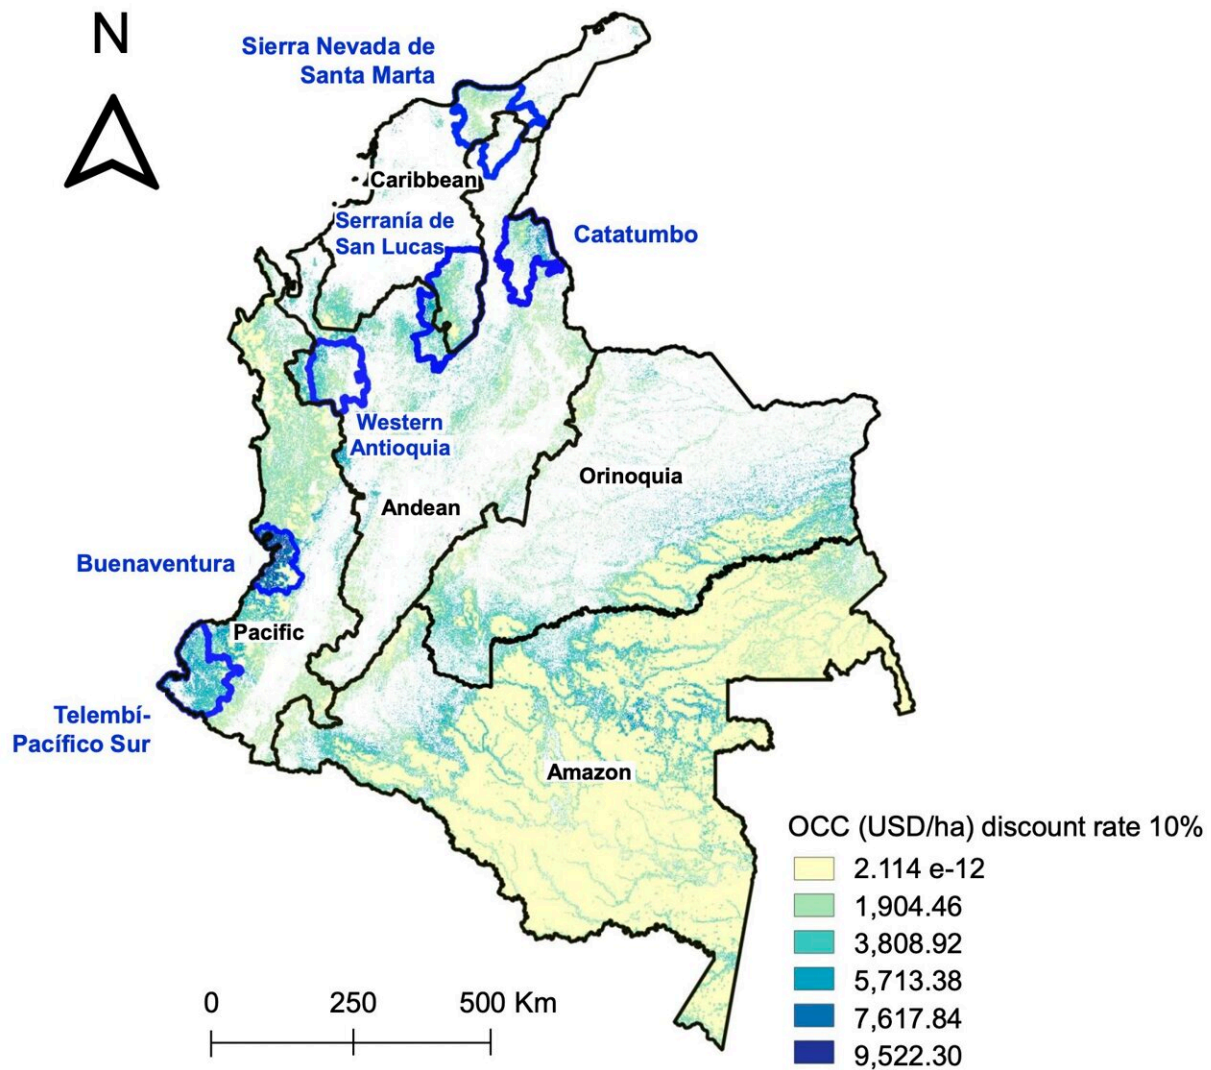 N
Sierra Nevada de
Santa Marta
Caribbean
Serranía de
San Lucas
Catatumbo
Western
Antioquia
Orinoquia
Andean
Buenaventura
Pacific
Telembí-
Pacífico Sur
Amazon
OCC (USD/ha) discount rate 10%
2.114 e-12
1,904.46
3,808.92
5,713.38
7,617.84
9,522.30
0 250 500 Km